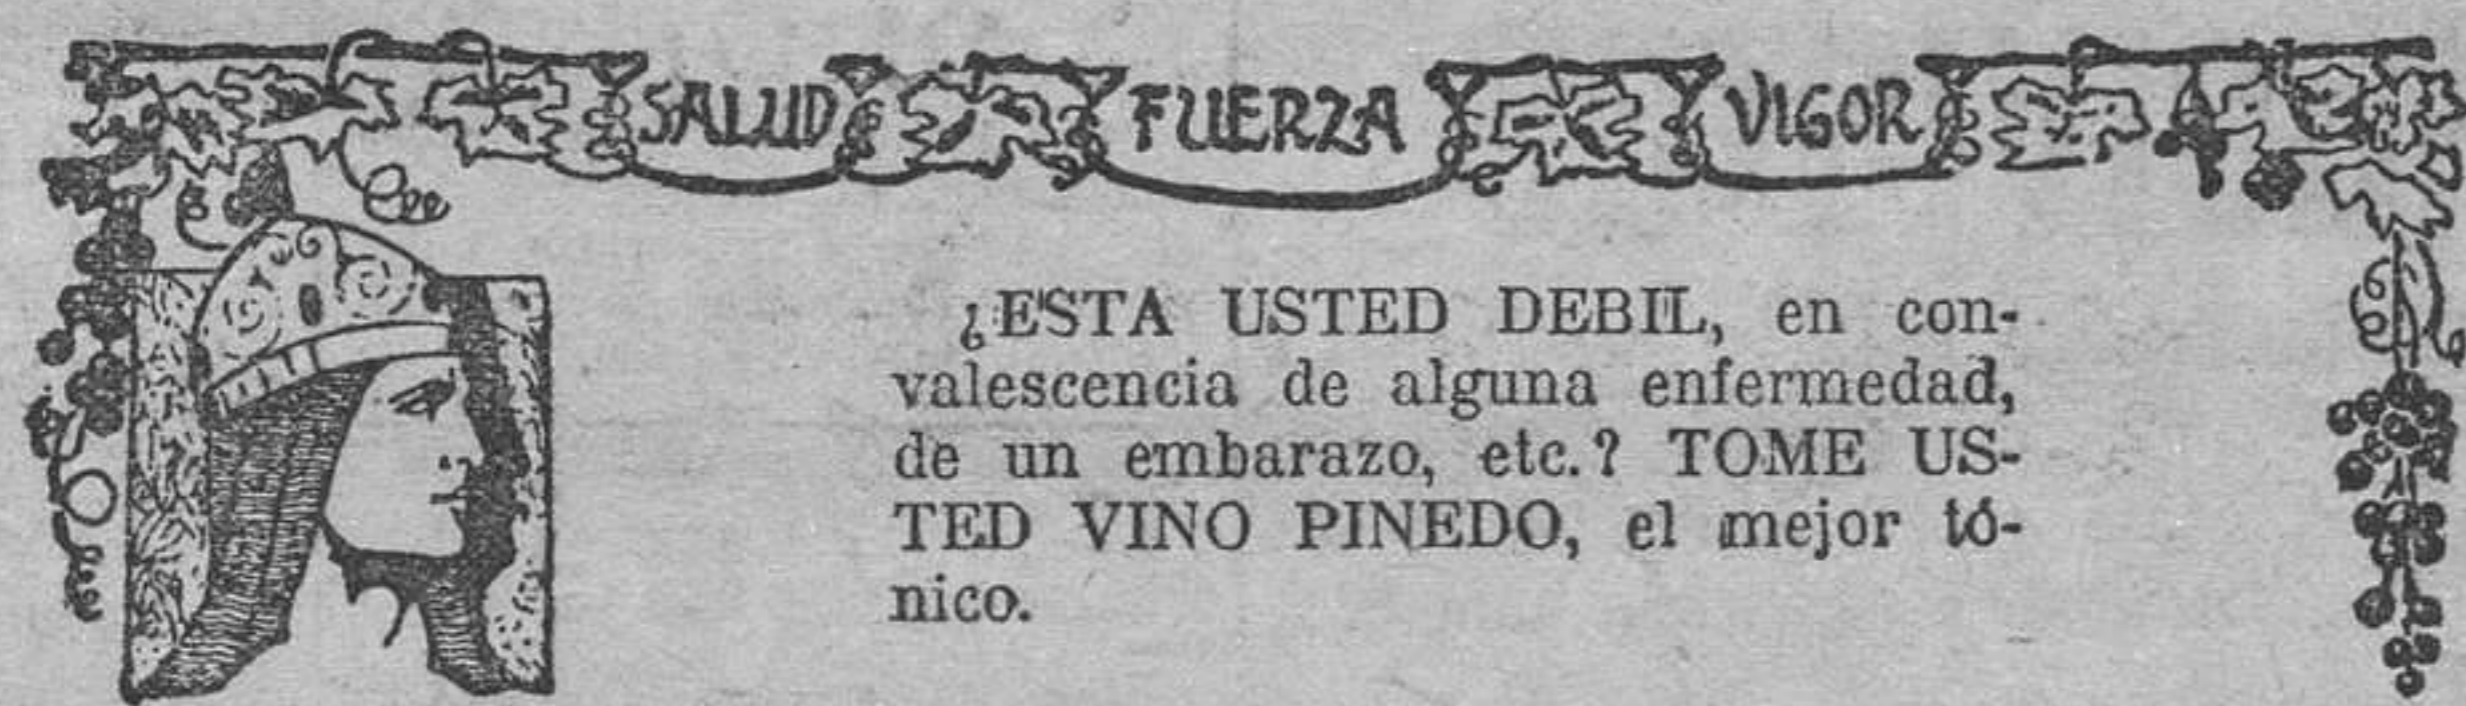 SALUD FUERZA VIGOR
¿ESTA USTED DEBIL, en con-
valescencia de alguna enfermedad,
de un embarazo, etc.? TOME US-
TED VINO PINEDO, el mejor tó-
nico.